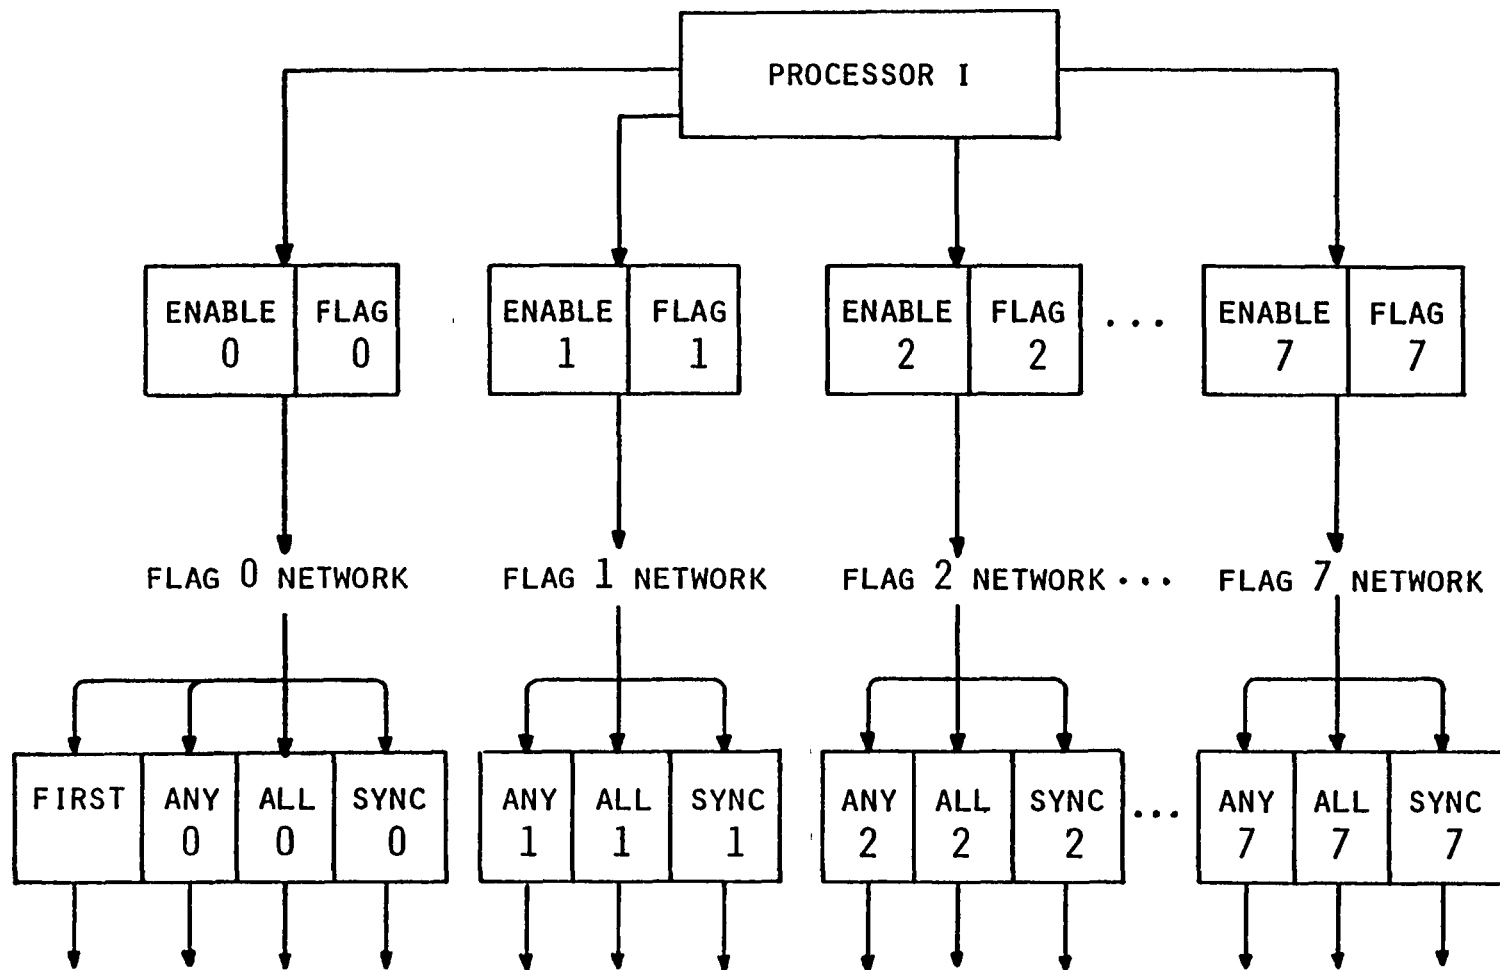 PROCESSOR I
ENABLE 0 FLAG 0
ENABLE 1 FLAG 1
ENABLE 2 FLAG 2 ...
ENABLE 7 FLAG 7
FLAG 0 NETWORK
FLAG 1 NETWORK
FLAG 2 NETWORK ...
FLAG 7 NETWORK
FIRST
ANY 0
ALL 0
SYNC 0
ANY 1
ALL 1
SYNC 1
ANY 2
ALL 2
SYNC 2 ...
ANY 7
ALL 7
SYNC 7